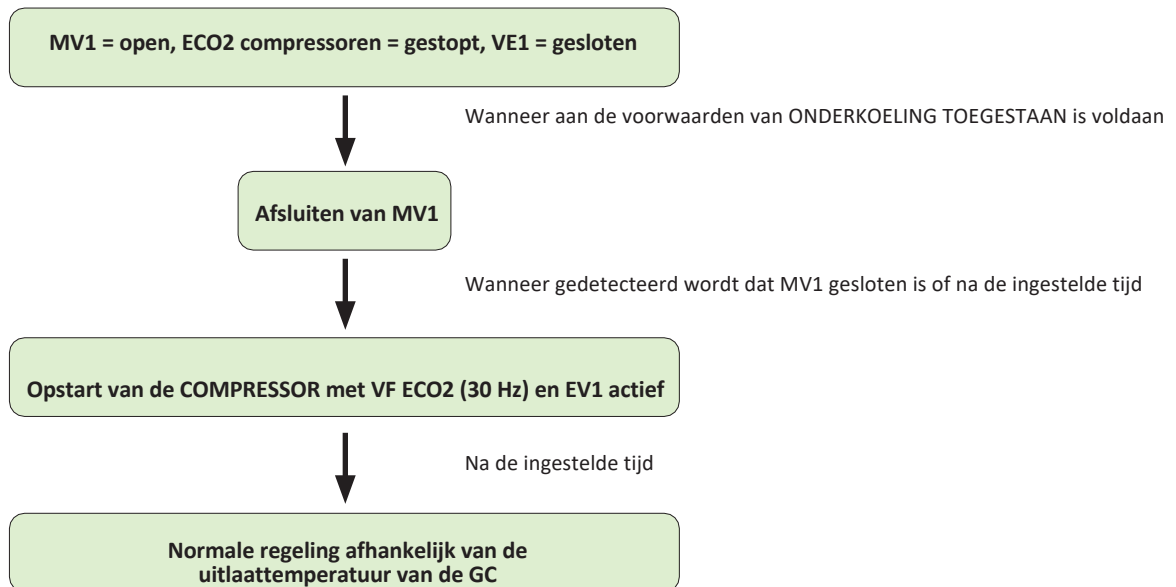 MV1 = open, ECO2 compressoren = gestopt, VE1 = gesloten
Wanneer aan de voorwaarden van ONDERKOELING TOEGESTAAN is voldaan
Afsluiten van MV1
Wanneer gedetecteerd wordt dat MV1 gesloten is of na de ingestelde tijd
Opstart van de COMPRESSOR met VF ECO2 (30 Hz) en EV1 actief
Na de ingestelde tijd
Normale regeling afhankelijk van de
uitlaattemperatuur van de GC